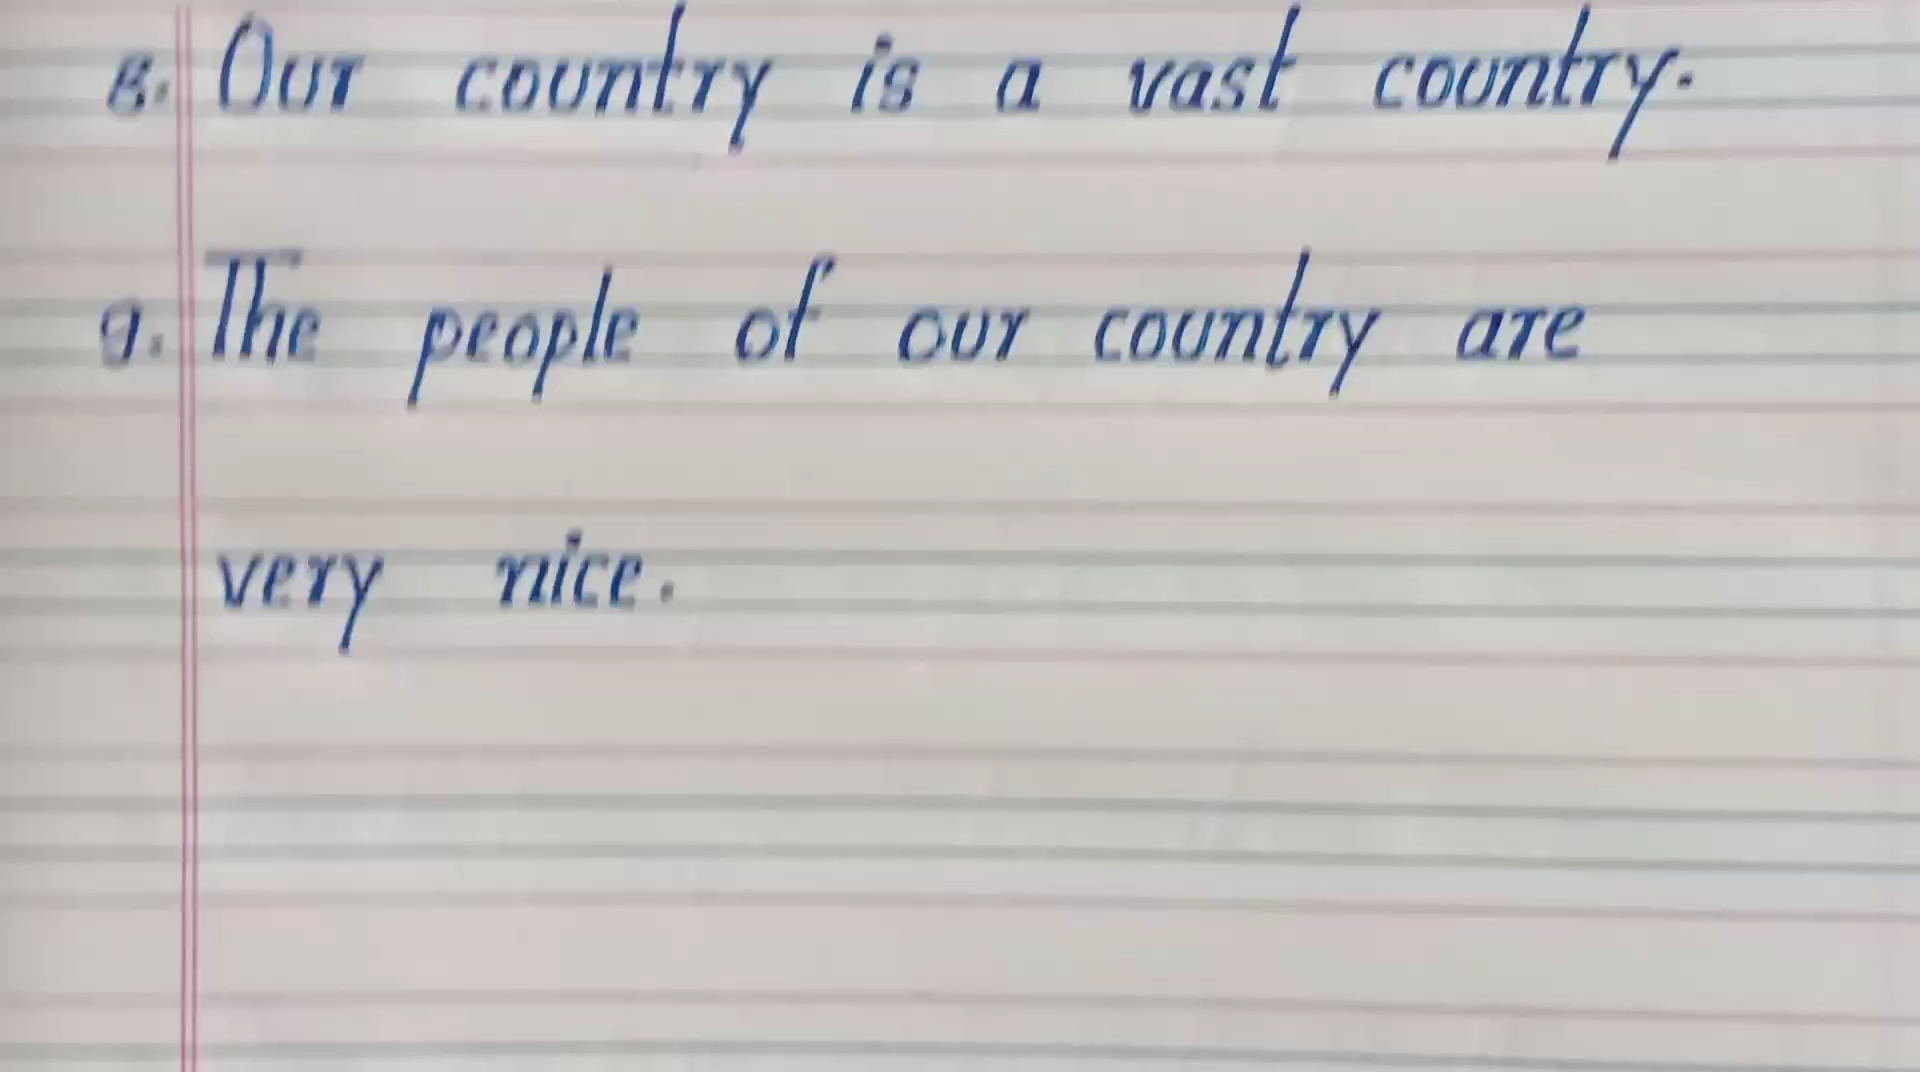 8. Our country is a vast country.
9. The people of our country are
very nice.